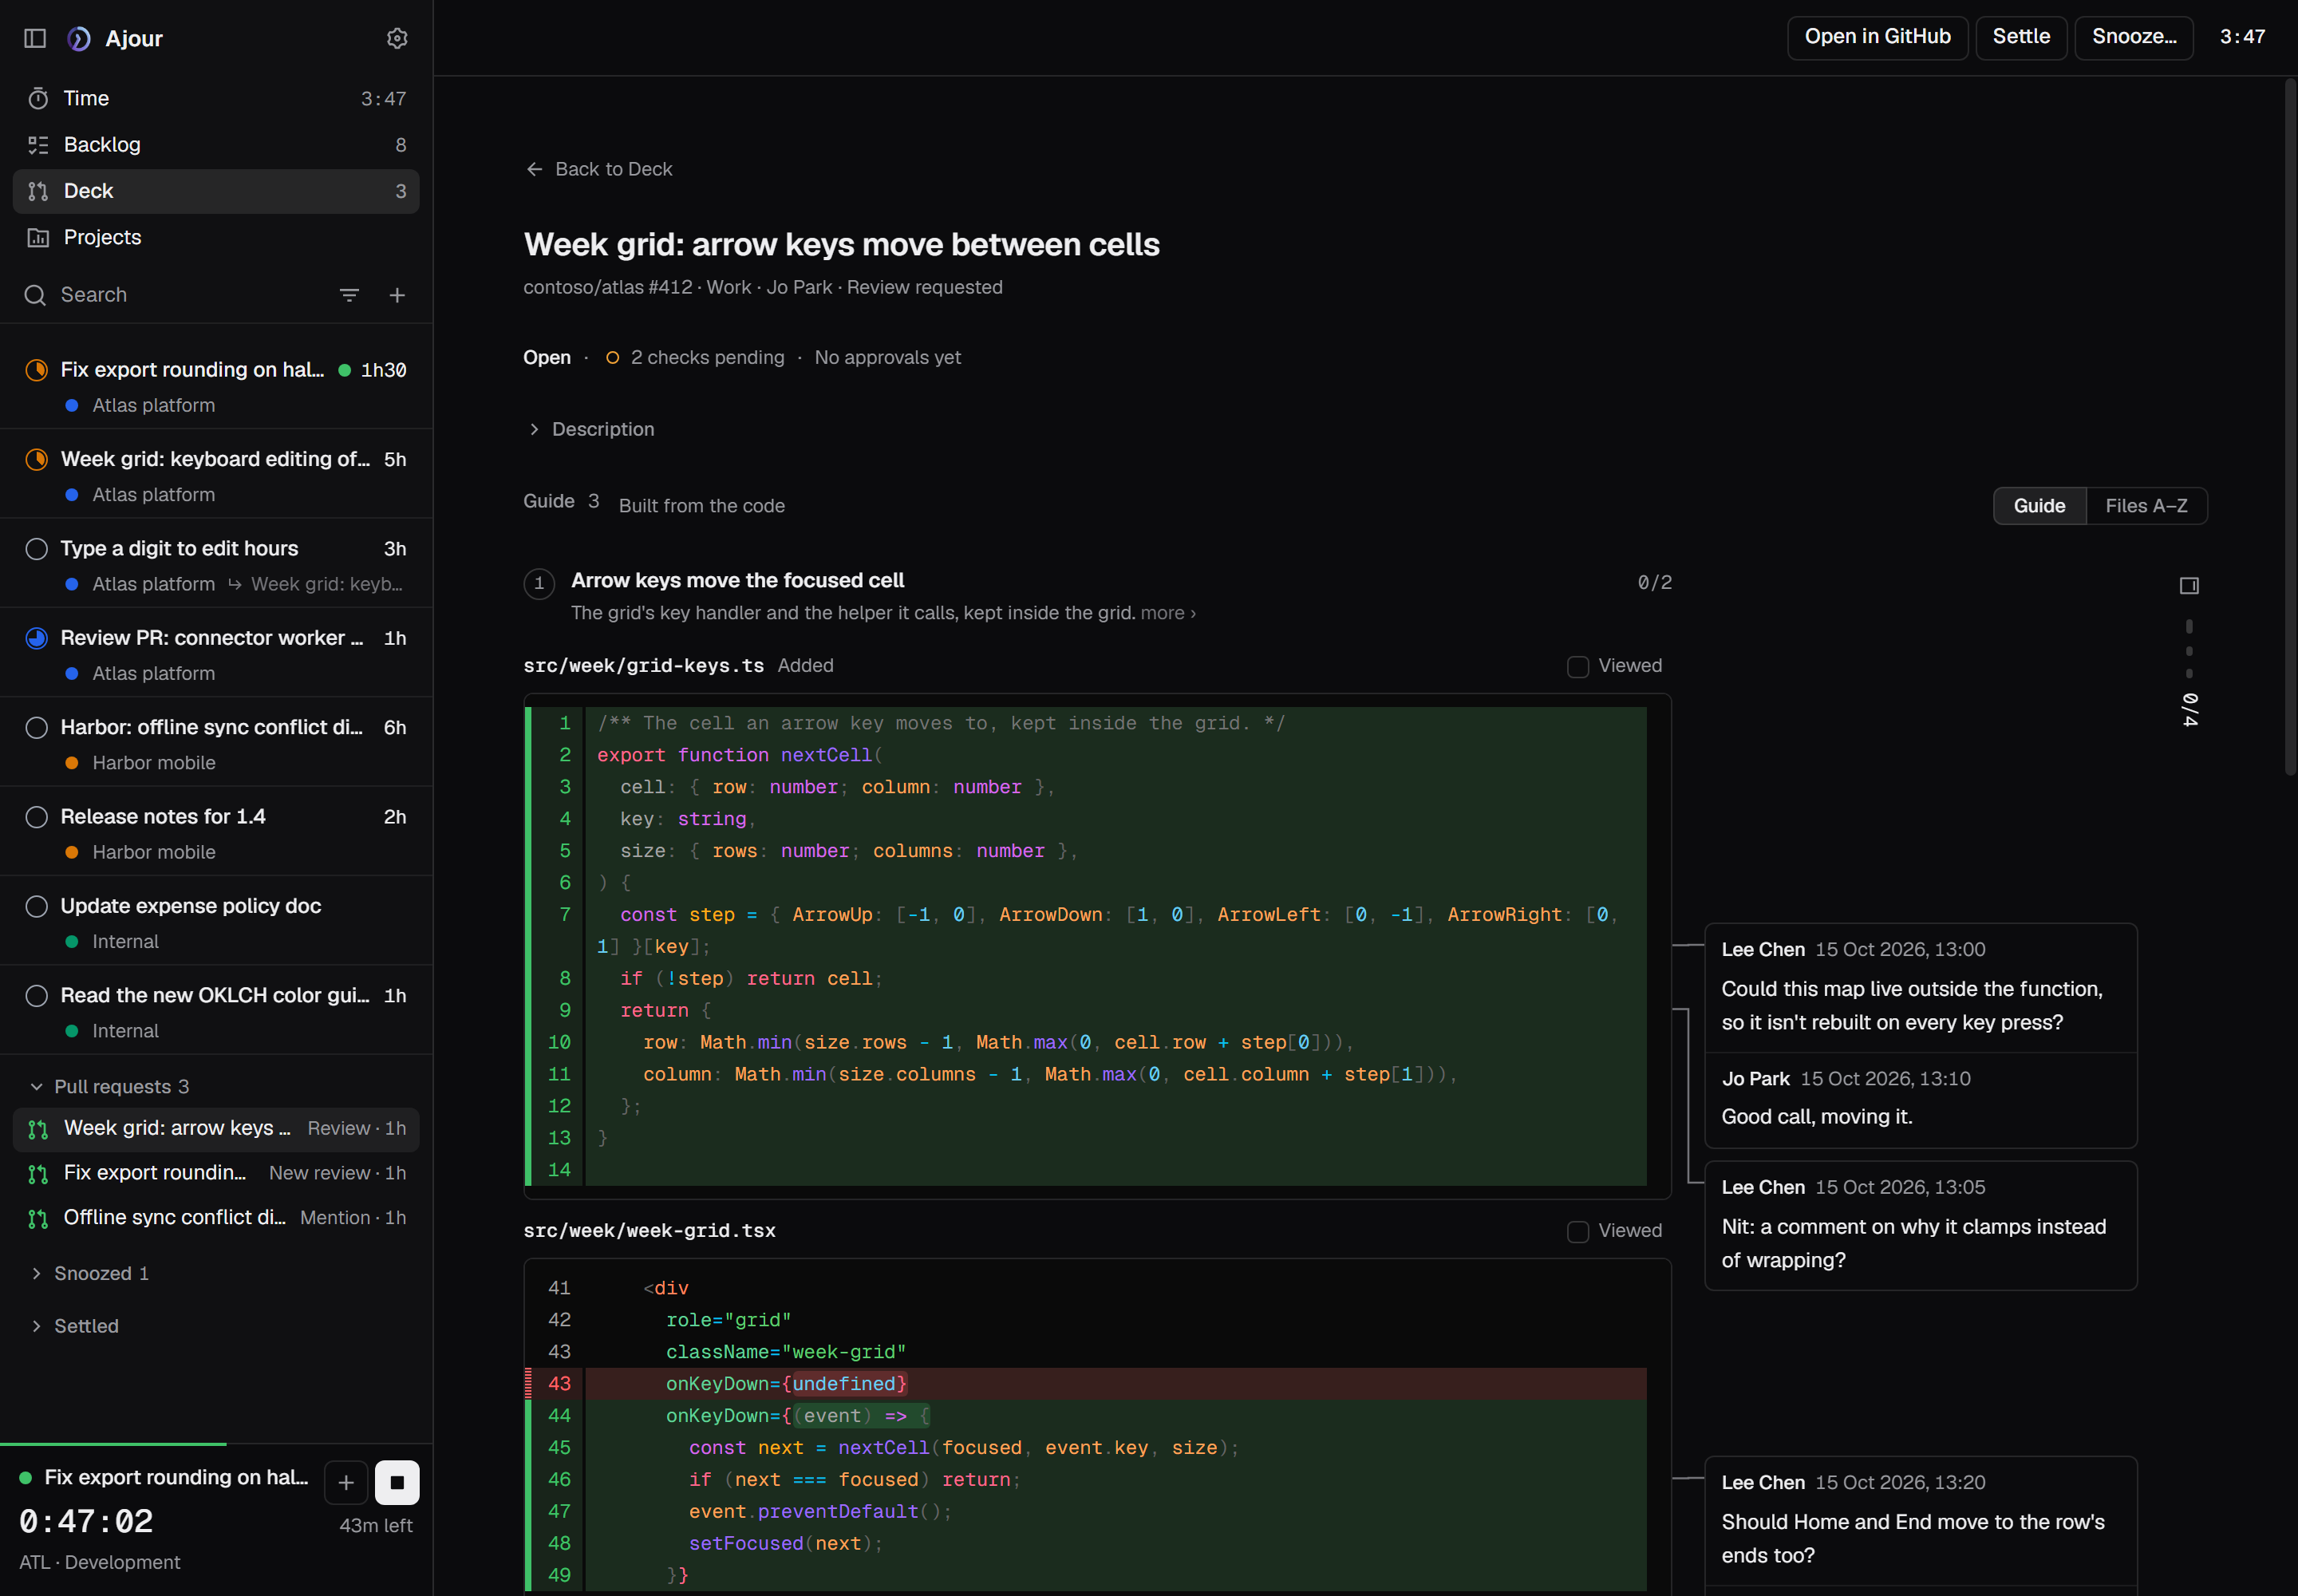 Ajour
Time 3:47
Backlog 8
Deck 3
Projects
Search
Fix export rounding on hal... 1h30
Atlas platform
Week grid: keyboard editing of... 5h
Atlas platform
Type a digit to edit hours 3h
Atlas platform ↳ Week grid: keyb...
Review PR: connector worker ... 1h
Atlas platform
Harbor: offline sync conflict di... 6h
Harbor mobile
Release notes for 1.4 2h
Harbor mobile
Update expense policy doc
Internal
Read the new OKLCH color gui... 1h
Internal
Pull requests 3
Week grid: arrow keys ... Review · 1h
Fix export roundin... New review · 1h
Offline sync conflict di... Mention · 1h
Snoozed 1
Settled
Fix export rounding on hal...
0:47:02 43m left
ATL · Development
Open in GitHub Settle Snooze... 3:47
Back to Deck
Week grid: arrow keys move between cells
contoso/atlas #412 · Work · Jo Park · Review requested
Open · 2 checks pending · No approvals yet
Description
Guide 3 Built from the code
Guide Files A–Z
1 Arrow keys move the focused cell 0/2
The grid's key handler and the helper it calls, kept inside the grid. more ›
0/4
src/week/grid-keys.ts Added Viewed
1 /** The cell an arrow key moves to, kept inside the grid. */
2 export function nextCell(
3 cell: { row: number; column: number },
4 key: string,
5 size: { rows: number; columns: number },
6 ) {
7 const step = { ArrowUp: [-1, 0], ArrowDown: [1, 0], ArrowLeft: [0, -1], ArrowRight: [0,
1] }[key];
8 if (!step) return cell;
9 return {
10 row: Math.min(size.rows - 1, Math.max(0, cell.row + step[0])),
11 column: Math.min(size.columns - 1, Math.max(0, cell.column + step[1])),
12 };
13 }
14
Lee Chen 15 Oct 2026, 13:00
Could this map live outside the function,
so it isn't rebuilt on every key press?
Jo Park 15 Oct 2026, 13:10
Good call, moving it.
Lee Chen 15 Oct 2026, 13:05
Nit: a comment on why it clamps instead
of wrapping?
src/week/week-grid.tsx Viewed
41 <div
42 role="grid"
43 className="week-grid"
43 onKeyDown={undefined}
44 onKeyDown={(event) => {
45 const next = nextCell(focused, event.key, size);
46 if (next === focused) return;
47 event.preventDefault();
48 setFocused(next);
49 }}
Lee Chen 15 Oct 2026, 13:20
Should Home and End move to the row's
ends too?